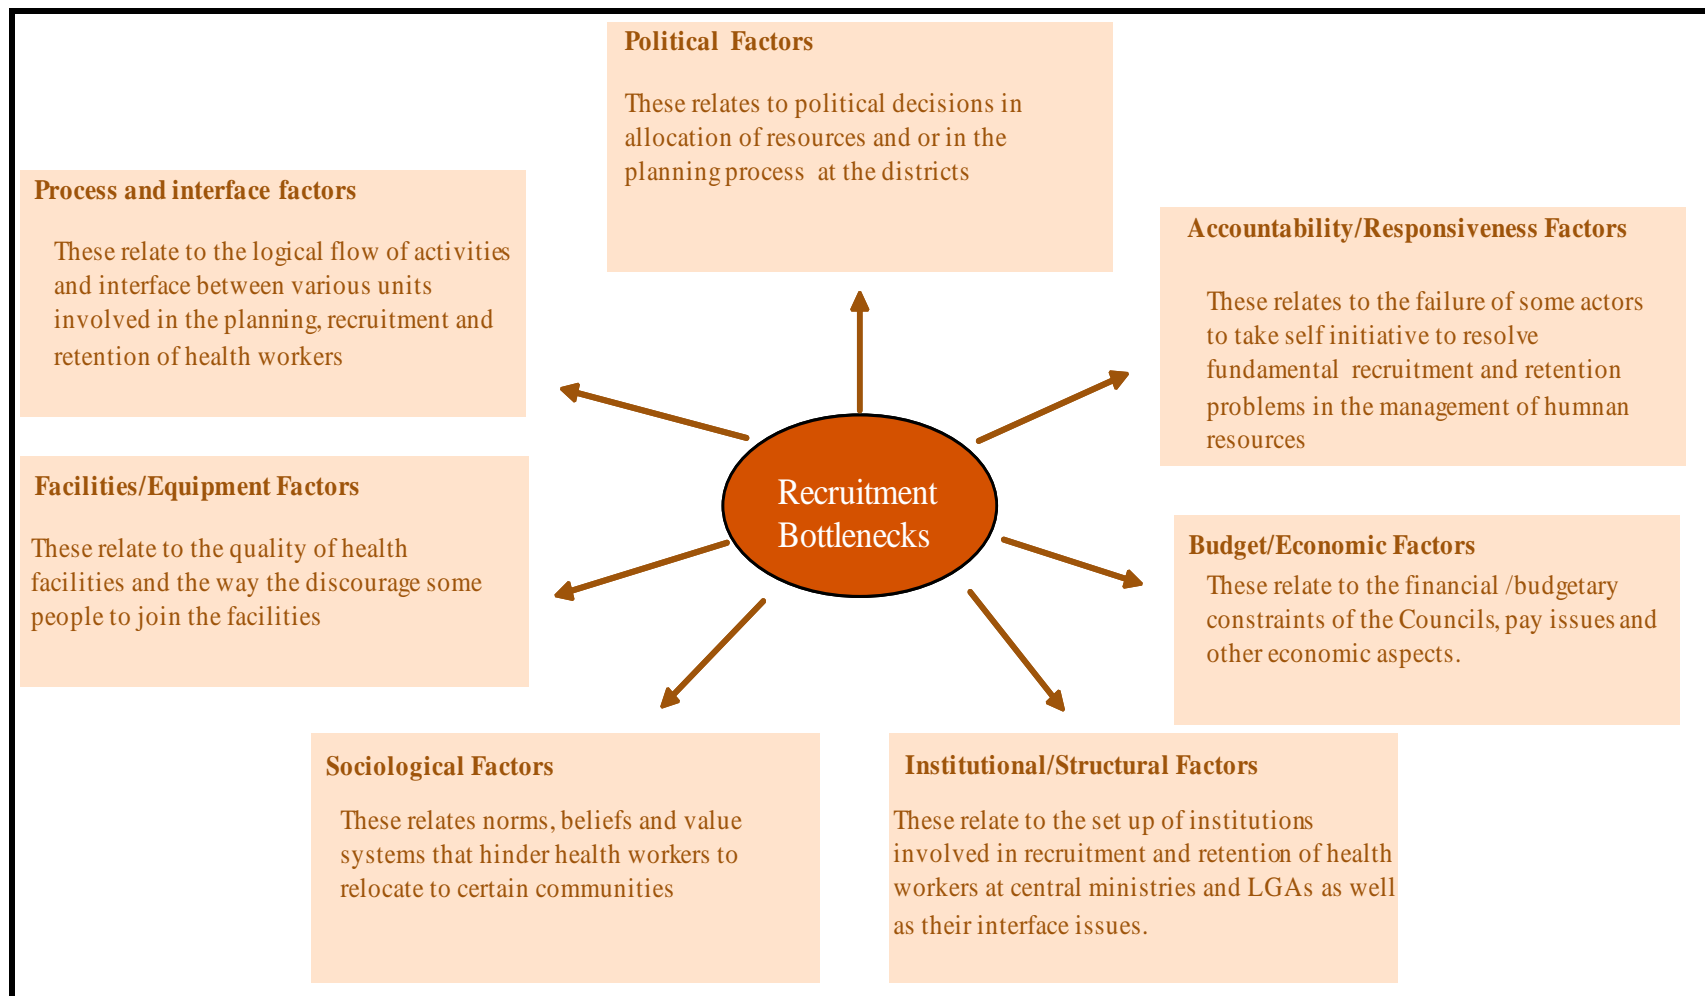 Political Factors
These relates to political decisions in
allocation of resources and or in the
planning process at the districts
Process and interface factors
These relate to the logical flow of activities
and interface between various units
involved in the planning, recruitment and
retention of health workers
Accountability/Responsiveness Factors
These relates to the failure of some actors
to take self initiative to resolve
fundamental recruitment and retention
problems in the management of humnan
resources
Facilities/Equipment Factors
These relate to the quality of health
facilities and the way the discourage some
people to join the facilities
Recruitment
Bottlenecks
Budget/Economic Factors
These relate to the financial /budgetary
constraints of the Councils, pay issues and
other economic aspects.
Sociological Factors
These relates norms, beliefs and value
systems that hinder health workers to
relocate to certain communities
Institutional/Structural Factors
These relate to the set up of institutions
involved in recruitment and retention of health
workers at central ministries and LGAs as well
as their interface issues.